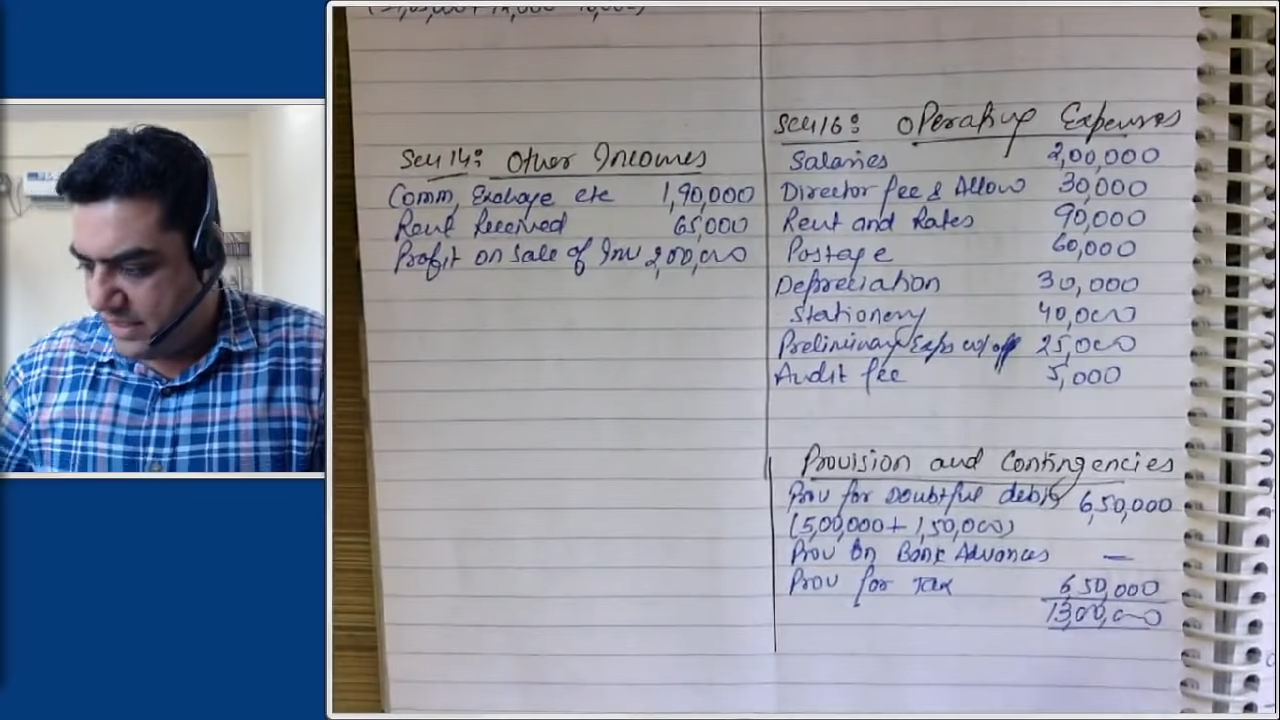 Sch 14: Other Incomes
Comm, Exchage etc 1,90,000
Rent Received 65,000
Profit on sale of Inv 2,00,000
Sch 16: Operating Expenses
Salaries 2,00,000
Director fee & Allow 30,000
Rent and Rates 90,000
Postage 60,000
Depreciation 30,000
Stationery 40,000
Preliminary Exps w/off 25,000
Audit fee 5,000
Provision and Contingencies
Prov for Doubtful debts 6,50,000
(5,00,000 + 1,50,000)
Prov on Bank Advances —
Prov for Tax 6,50,000
13,00,000